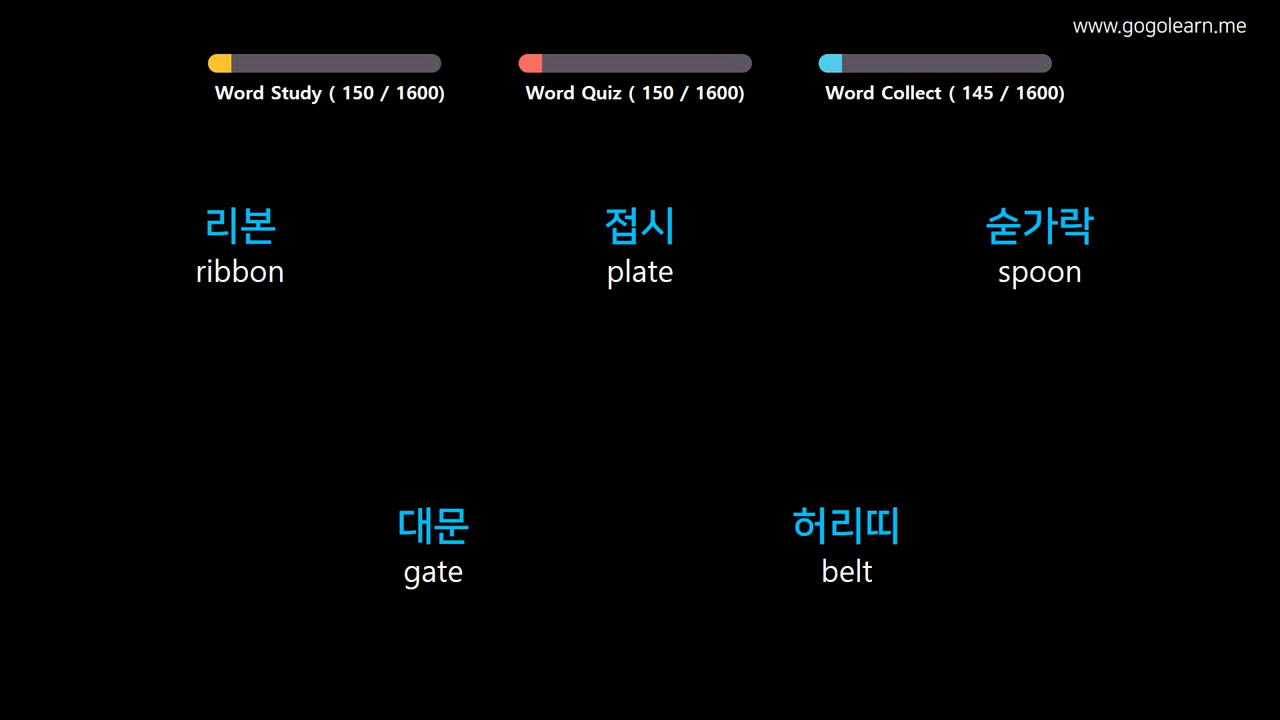 www.gogolearn.me
Word Study ( 150 / 1600)
Word Quiz ( 150 / 1600)
Word Collect ( 145 / 1600)
리본
ribbon
접시
plate
숟가락
spoon
대문
gate
허리띠
belt